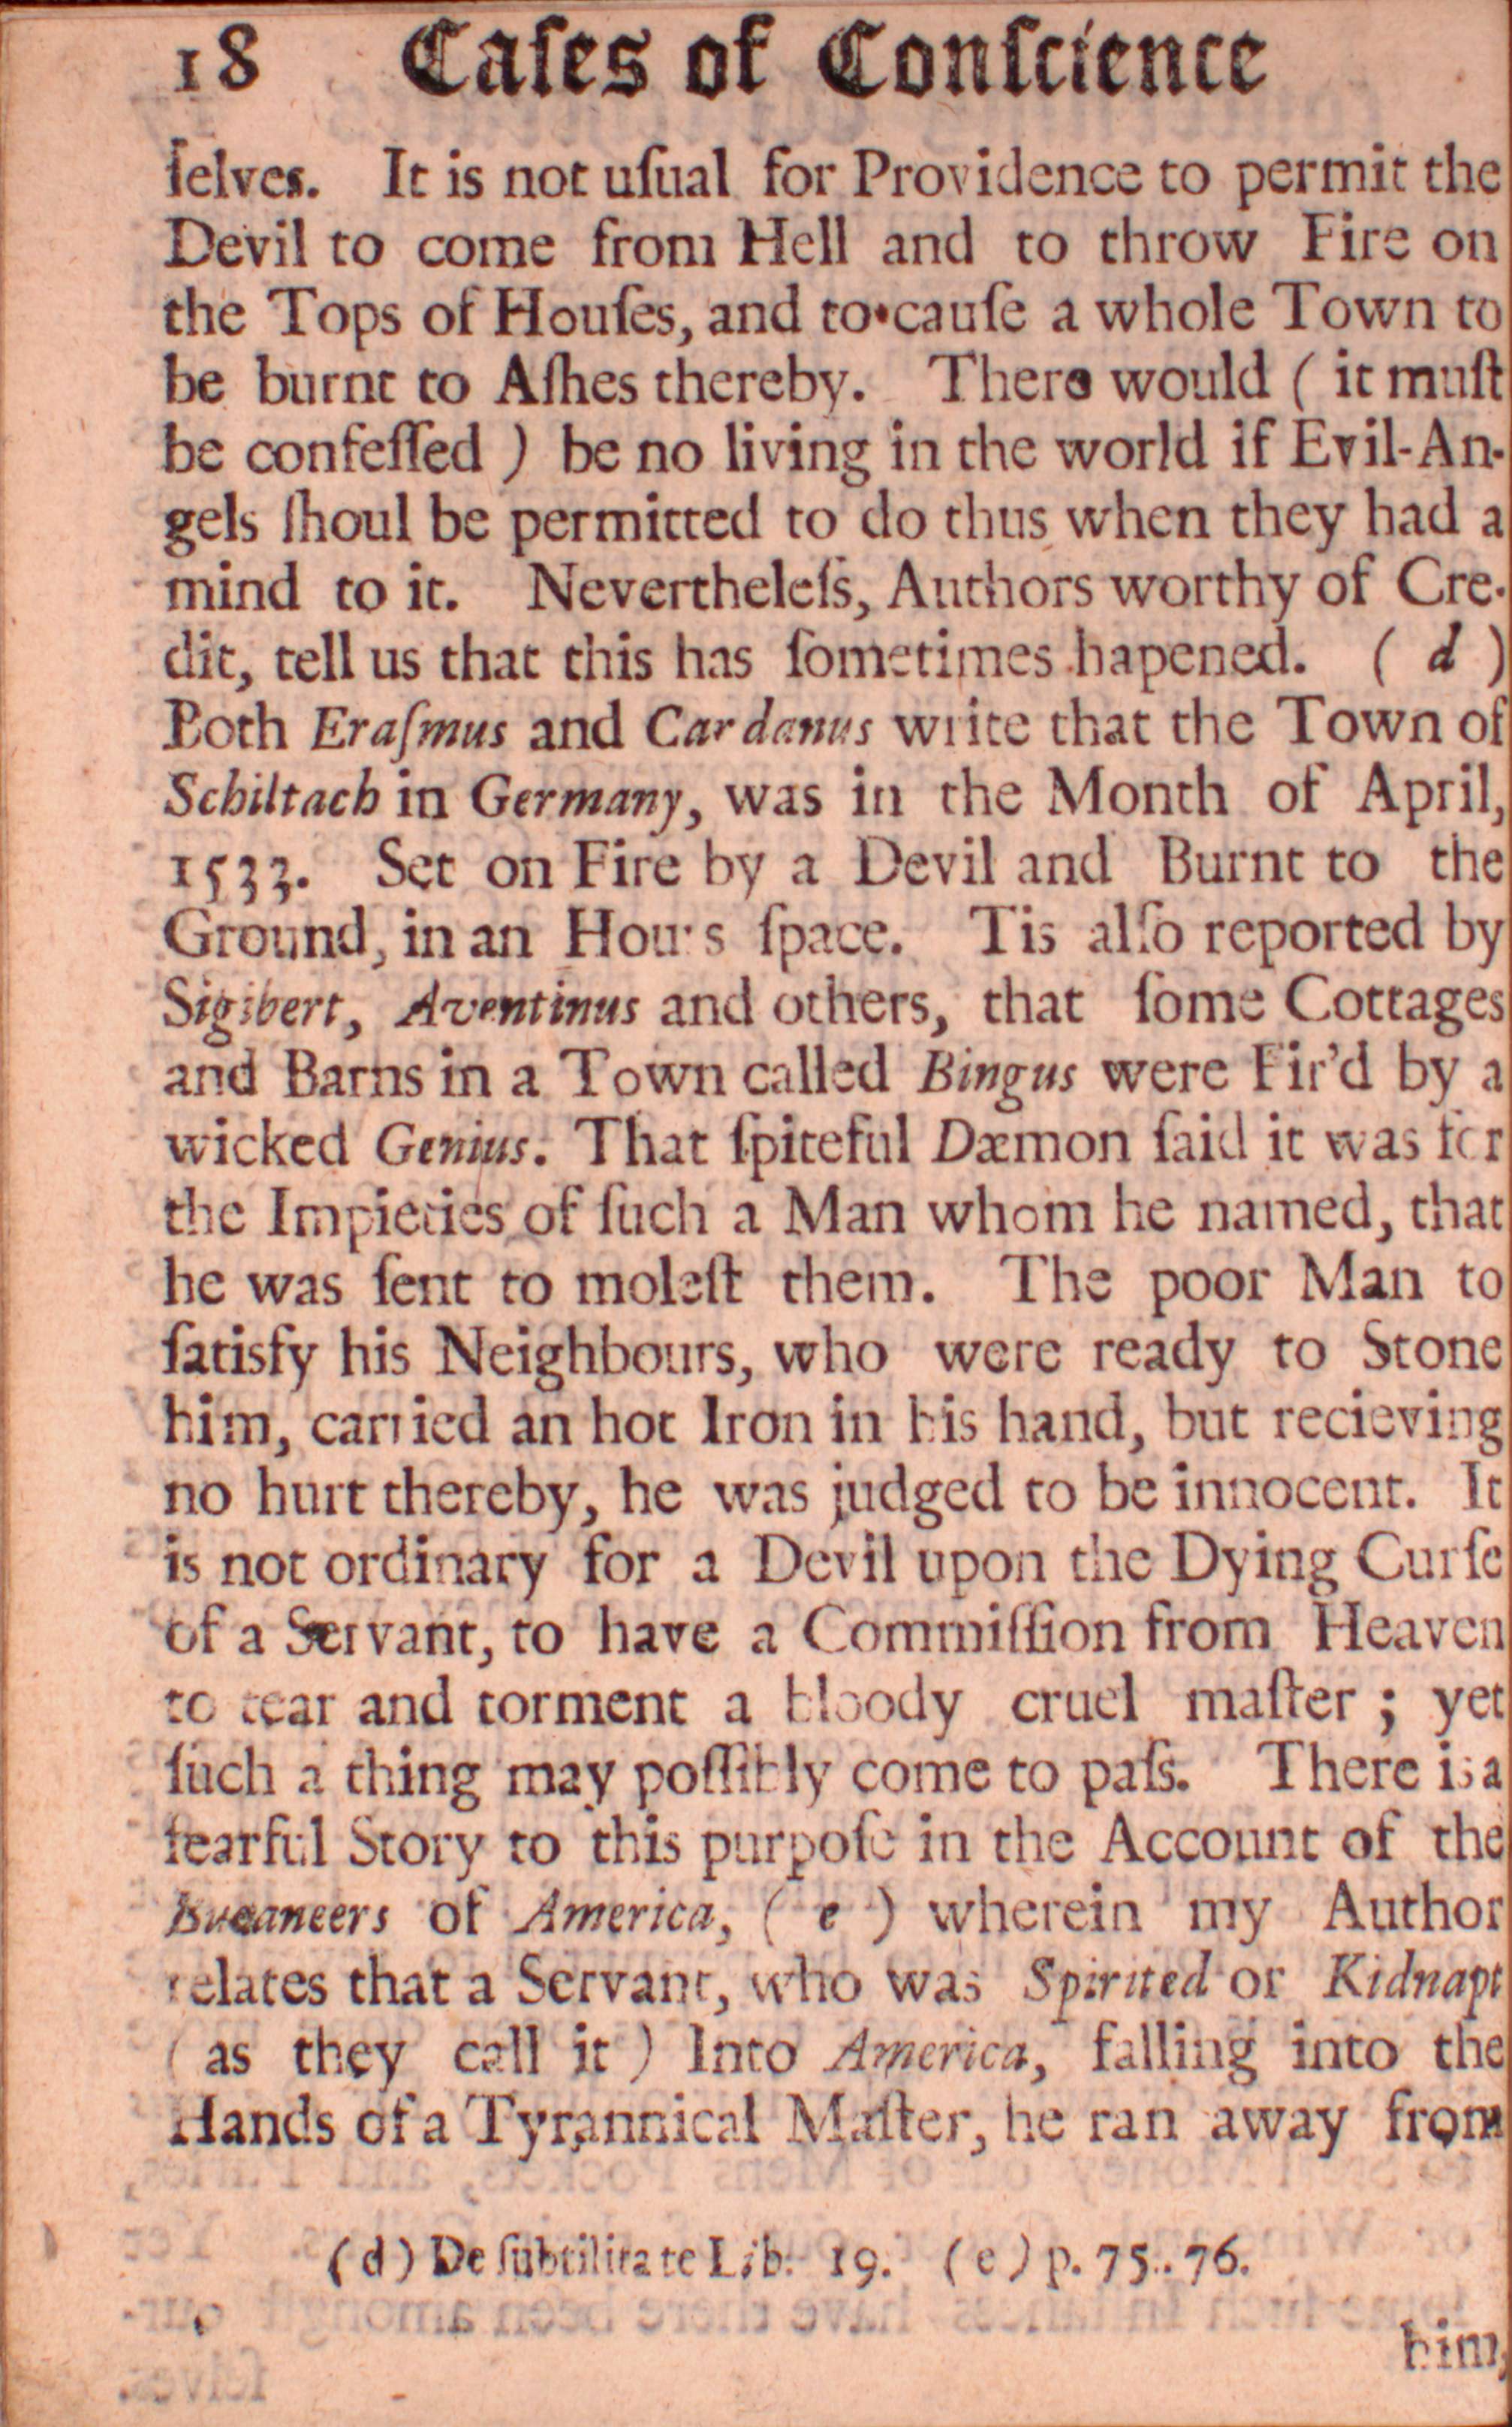 18 Caſes of Conſcience
ſelves. It is not uſual for Providence to permit the
Devil to come from Hell and to throw Fire on
the Tops of Houſes, and to cauſe a whole Town to
be burnt to Aſhes thereby. There would ( it muſt
be confeſſed ) be no living in the world if Evil-An-
gels ſhoul be permitted to do thus when they had a
mind to it. Nevertheleſs, Authors worthy of Cre-
dit, tell us that this has ſometimes hapened. ( d )
Both Eraſmus and Cardanus write that the Town of
Schiltach in Germany, was in the Month of April,
1533. Set on Fire by a Devil and Burnt to the
Ground, in an Hours ſpace. Tis alſo reported by
Sigibert, Aventinus and others, that ſome Cottages
and Barns in a Town called Bingus were Fir'd by a
wicked Genius. That ſpiteful Dæmon ſaid it was for
the Impieties of ſuch a Man whom he named, that
he was ſent to moleſt them. The poor Man to
ſatisfy his Neighbours, who were ready to Stone
him, carried an hot Iron in his hand, but recieving
no hurt thereby, he was judged to be innocent. It
is not ordinary for a Devil upon the Dying Curſe
of a Servant, to have a Commiſſion from Heaven
to tear and torment a bloody cruel maſter ; yet
ſuch a thing may poſſibly come to paſs. There is a
fearful Story to this purpoſe in the Account of the
Bucaneers of America, ( e ) wherein my Author
relates that a Servant, who was Spirited or Kidnapt
( as they call it ) Into America, falling into the
Hands of a Tyrannical Maſter, he ran away from
( d ) De ſubtilitate Lib. 19. ( e ) p. 75.. 76.
him,